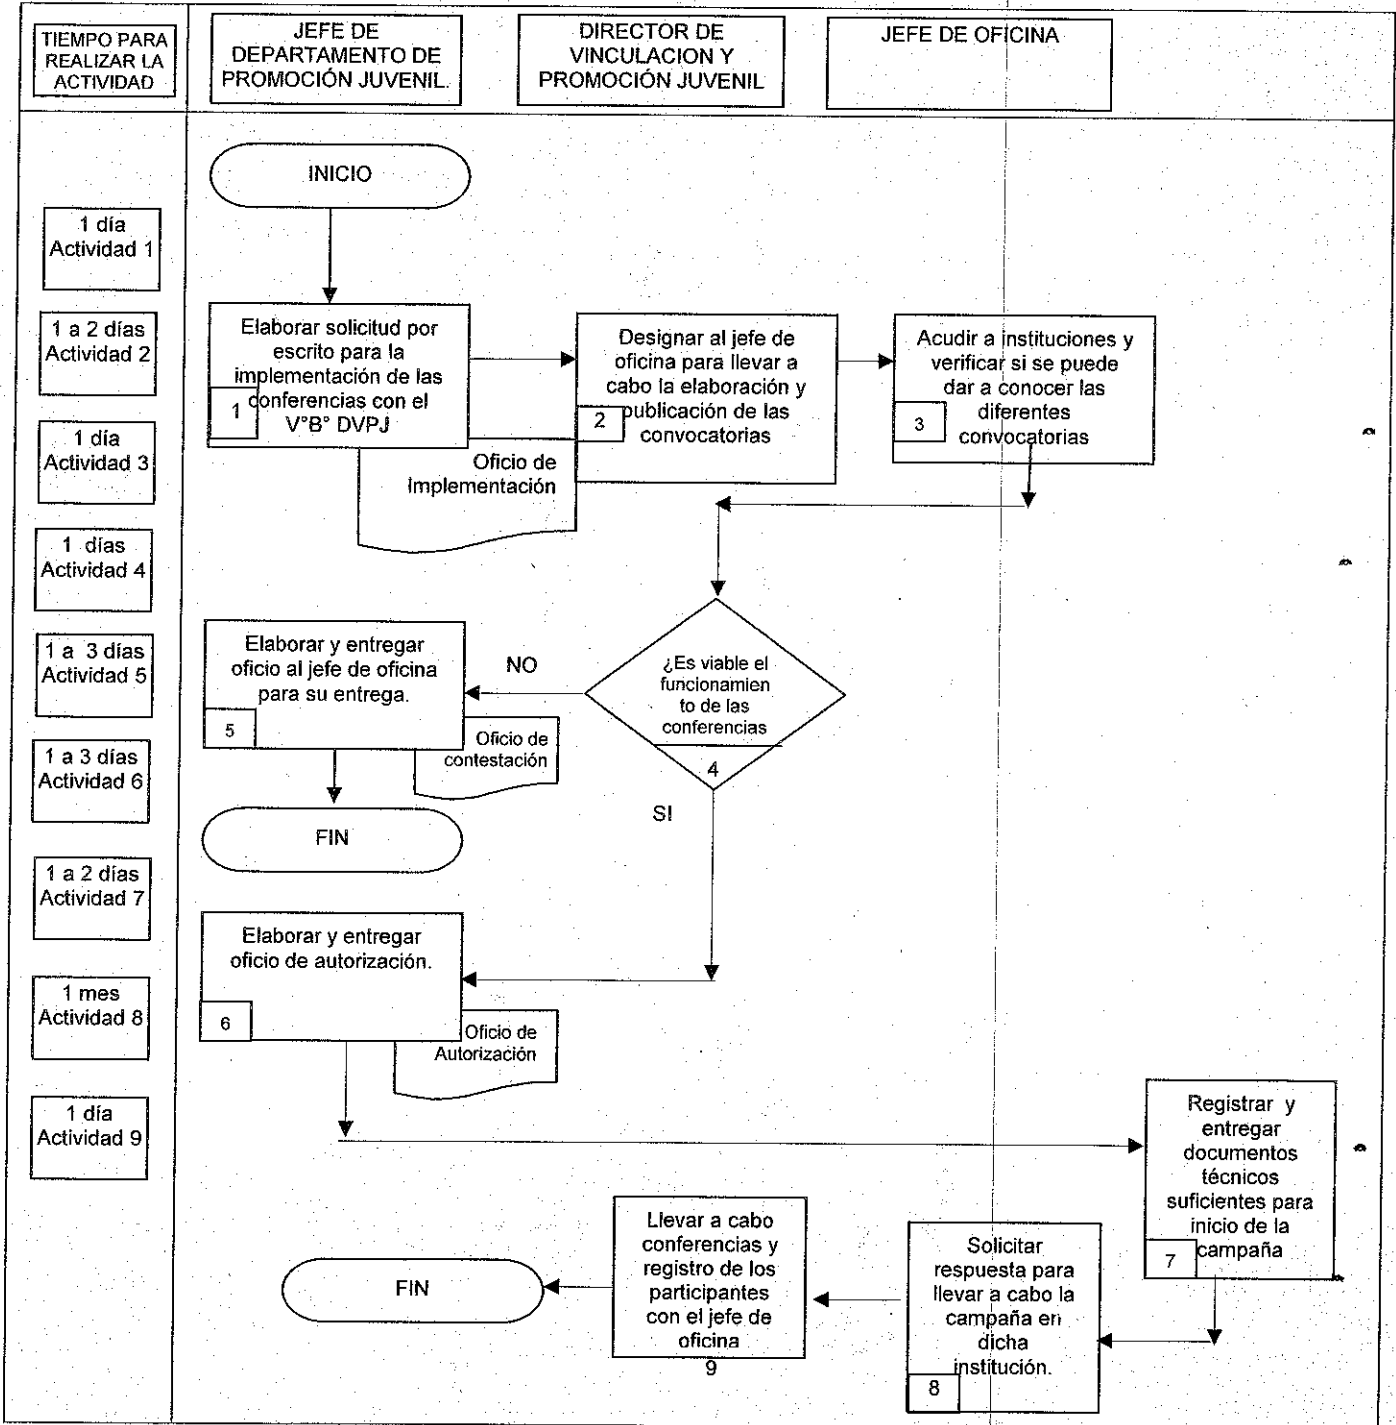 TIEMPO PARA
REALIZAR LA
ACTIVIDAD
JEFE DE
DEPARTAMENTO DE
PROMOCIÓN JUVENIL.
DIRECTOR DE
VINCULACION Y
PROMOCIÓN JUVENIL
JEFE DE OFICINA
INICIO
1 día
Actividad 1
1 a 2 días
Actividad 2
1 día
Actividad 3
1 días
Actividad 4
1 a 3 días
Actividad 5
1 a 3 días
Actividad 6
1 a 2 días
Actividad 7
1 mes
Actividad 8
1 día
Actividad 9
Elaborar solicitud por
escrito para la
implementación de las
conferencias con el
V°B° DVPJ
1
Oficio de
Implementación
Designar al jefe de
oficina para llevar a
cabo la elaboración y
publicación de las
convocatorias
2
Acudir a instituciones y
verificar si se puede
dar a conocer las
diferentes
convocatorias
3
¿Es viable el
funcionamien
to de las
conferencias
4
NO
SI
Elaborar y entregar
oficio al jefe de oficina
para su entrega.
5
Oficio de
contestación
FIN
Elaborar y entregar
oficio de autorización.
6
Oficio de
Autorización
Registrar y
entregar
documentos
técnicos
suficientes para
inicio de la
campaña
7
Solicitar
respuesta para
llevar a cabo la
campaña en
dicha
institución.
8
Llevar a cabo
conferencias y
registro de los
participantes
con el jefe de
oficina
9
FIN